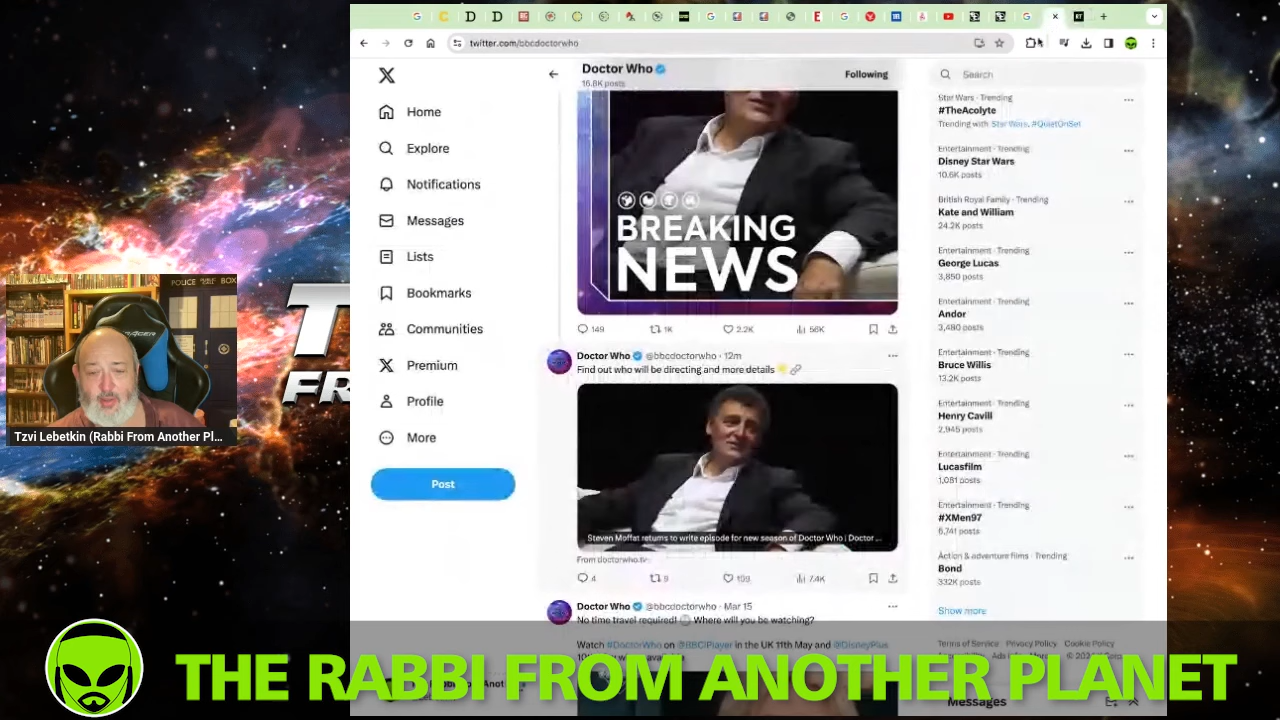 twitter.com/bbcdoctorwho
Doctor Who
16.8K posts
Following
Search
Home
Explore
Notifications
Messages
Lists
Bookmarks
Communities
Premium
Profile
More
Post
BREAKING
NEWS
149 1K 2.2K 56K
Doctor Who @bbcdoctorwho · 12m
Find out who will be directing and more details
Steven Moffat returns to write episode for new season of Doctor Who | Doctor ...
From doctorwho.tv
4 9 199 7.4K
Doctor Who @bbcdoctorwho · Mar 15
No time travel required! Where will you be watching?
Watch #DoctorWho on @BBCiPlayer in the UK 11th May and @DisneyPlus
Star Wars · Trending
#TheAcolyte
Trending with Star Wars, #QuietOnSet
Entertainment · Trending
Disney Star Wars
10.6K posts
British Royal Family · Trending
Kate and William
24.2K posts
Entertainment · Trending
George Lucas
3,850 posts
Entertainment · Trending
Andor
3,480 posts
Entertainment · Trending
Bruce Willis
13.2K posts
Entertainment · Trending
Henry Cavill
2,945 posts
Entertainment · Trending
Lucasfilm
1,081 posts
Entertainment · Trending
#XMen97
6,741 posts
Action & adventure films · Trending
Bond
332K posts
Show more
Terms of Service Privacy Policy Cookie Policy
Messages
POLICE BOX
Tzvi Lebetkin (Rabbi From Another Pl...
THE RABBI FROM ANOTHER PLANET